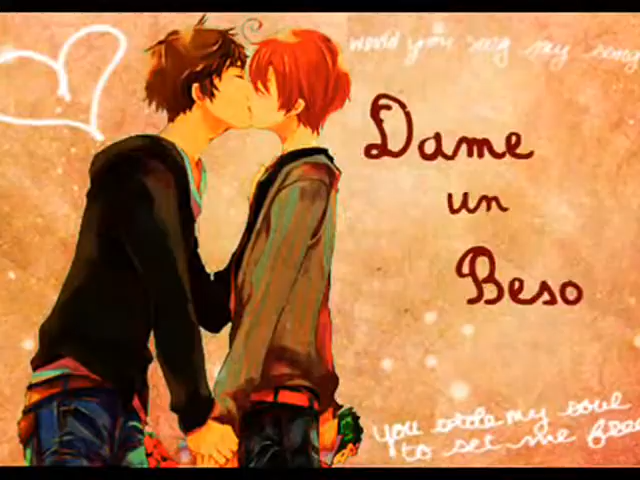 would you sing my song
Dame
un
Beso
you stole my soul
to set me free